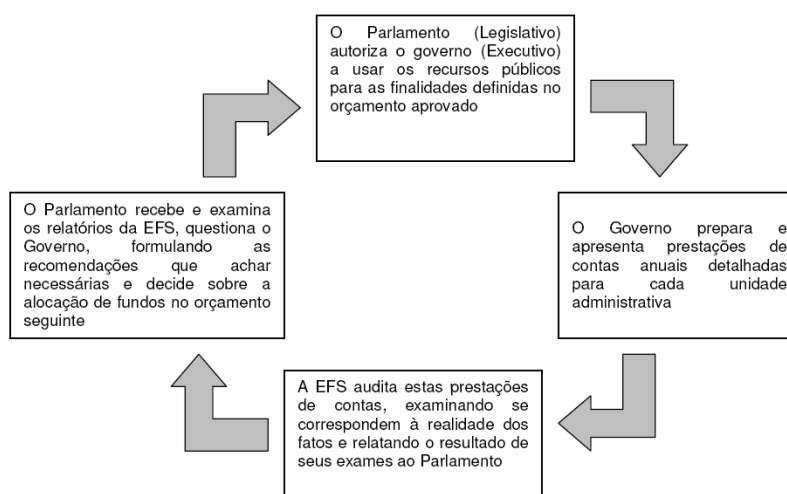 O Parlamento (Legislativo)
autoriza o governo (Executivo)
a usar os recursos públicos
para as finalidades definidas no
orçamento aprovado
O Governo prepara e
apresenta prestações de
contas anuais detalhadas
para cada unidade
administrativa
A EFS audita estas prestações
de contas, examinando se
correspondem à realidade dos
fatos e relatando o resultado de
seus exames ao Parlamento
O Parlamento recebe e examina
os relatórios da EFS, questiona o
Governo, formulando as
recomendações que achar
necessárias e decide sobre a
alocação de fundos no orçamento
seguinte